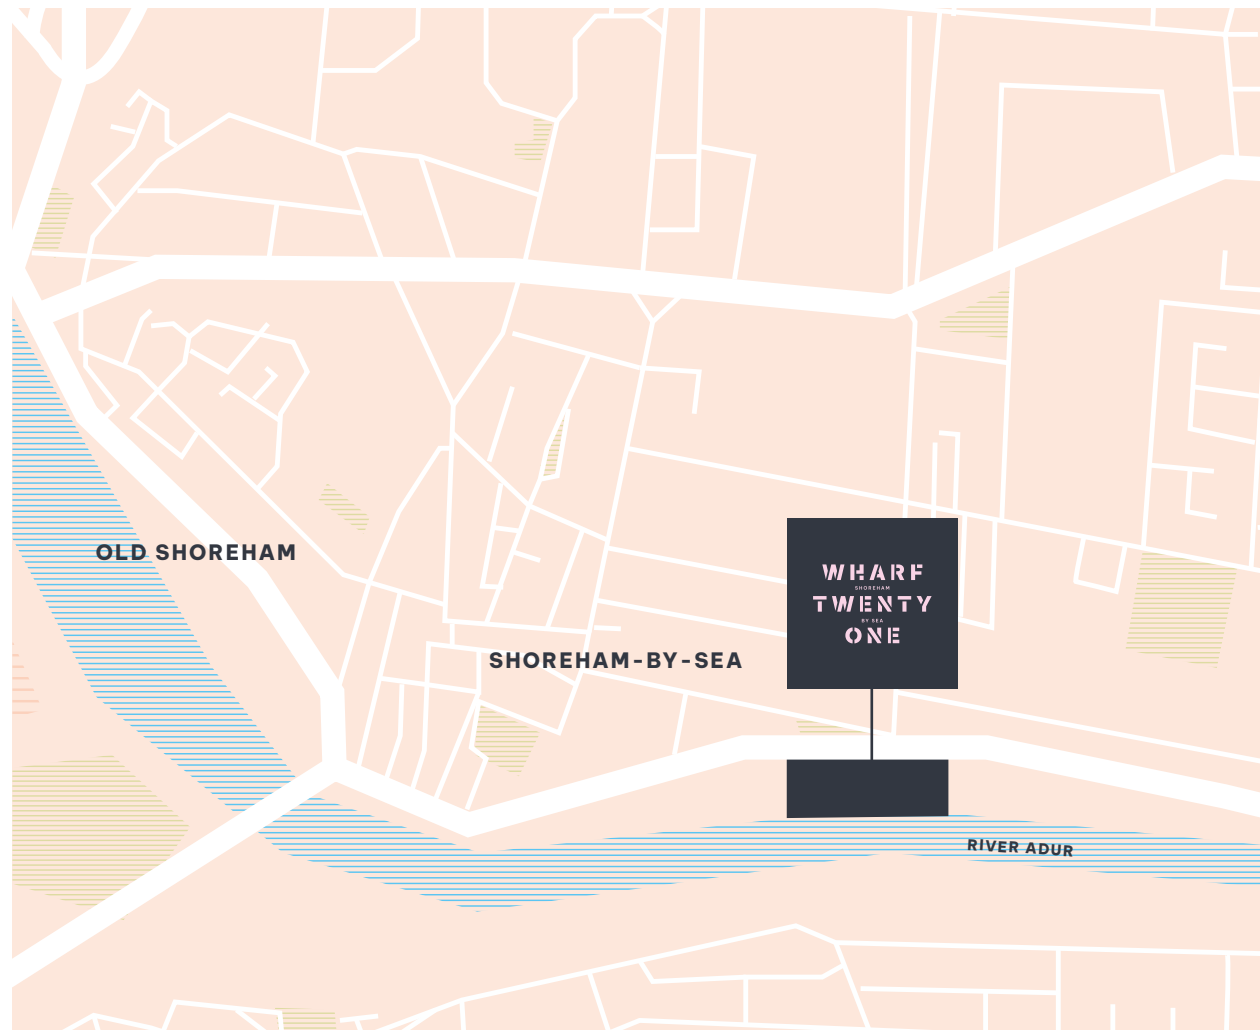 OLD SHOREHAM
WHARF
SHOREHAM
TWENTY
BY SEA
ONE
SHOREHAM-BY-SEA
RIVER ADUR